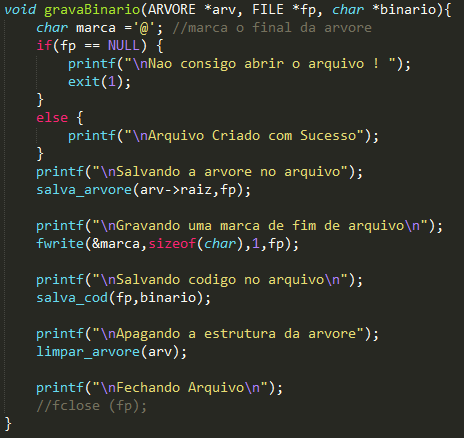 void gravaBinario(ARVORE *arv, FILE *fp, char *binario){
char marca ='@'; //marca o final da arvore
if(fp == NULL) {
printf("\nNao consigo abrir o arquivo ! ");
exit(1);
}
else {
printf("\nArquivo Criado com Sucesso");
}
printf("\nSalvando a arvore no arquivo");
salva_arvore(arv->raiz,fp);
printf("\nGravando uma marca de fim de arquivo\n");
fwrite(&marca,sizeof(char),1,fp);
printf("\nSalvando codigo no arquivo\n");
salva_cod(fp,binario);
printf("\nApagando a estrutura da arvore");
limpar_arvore(arv);
printf("\nFechando Arquivo\n");
//fclose (fp);
}